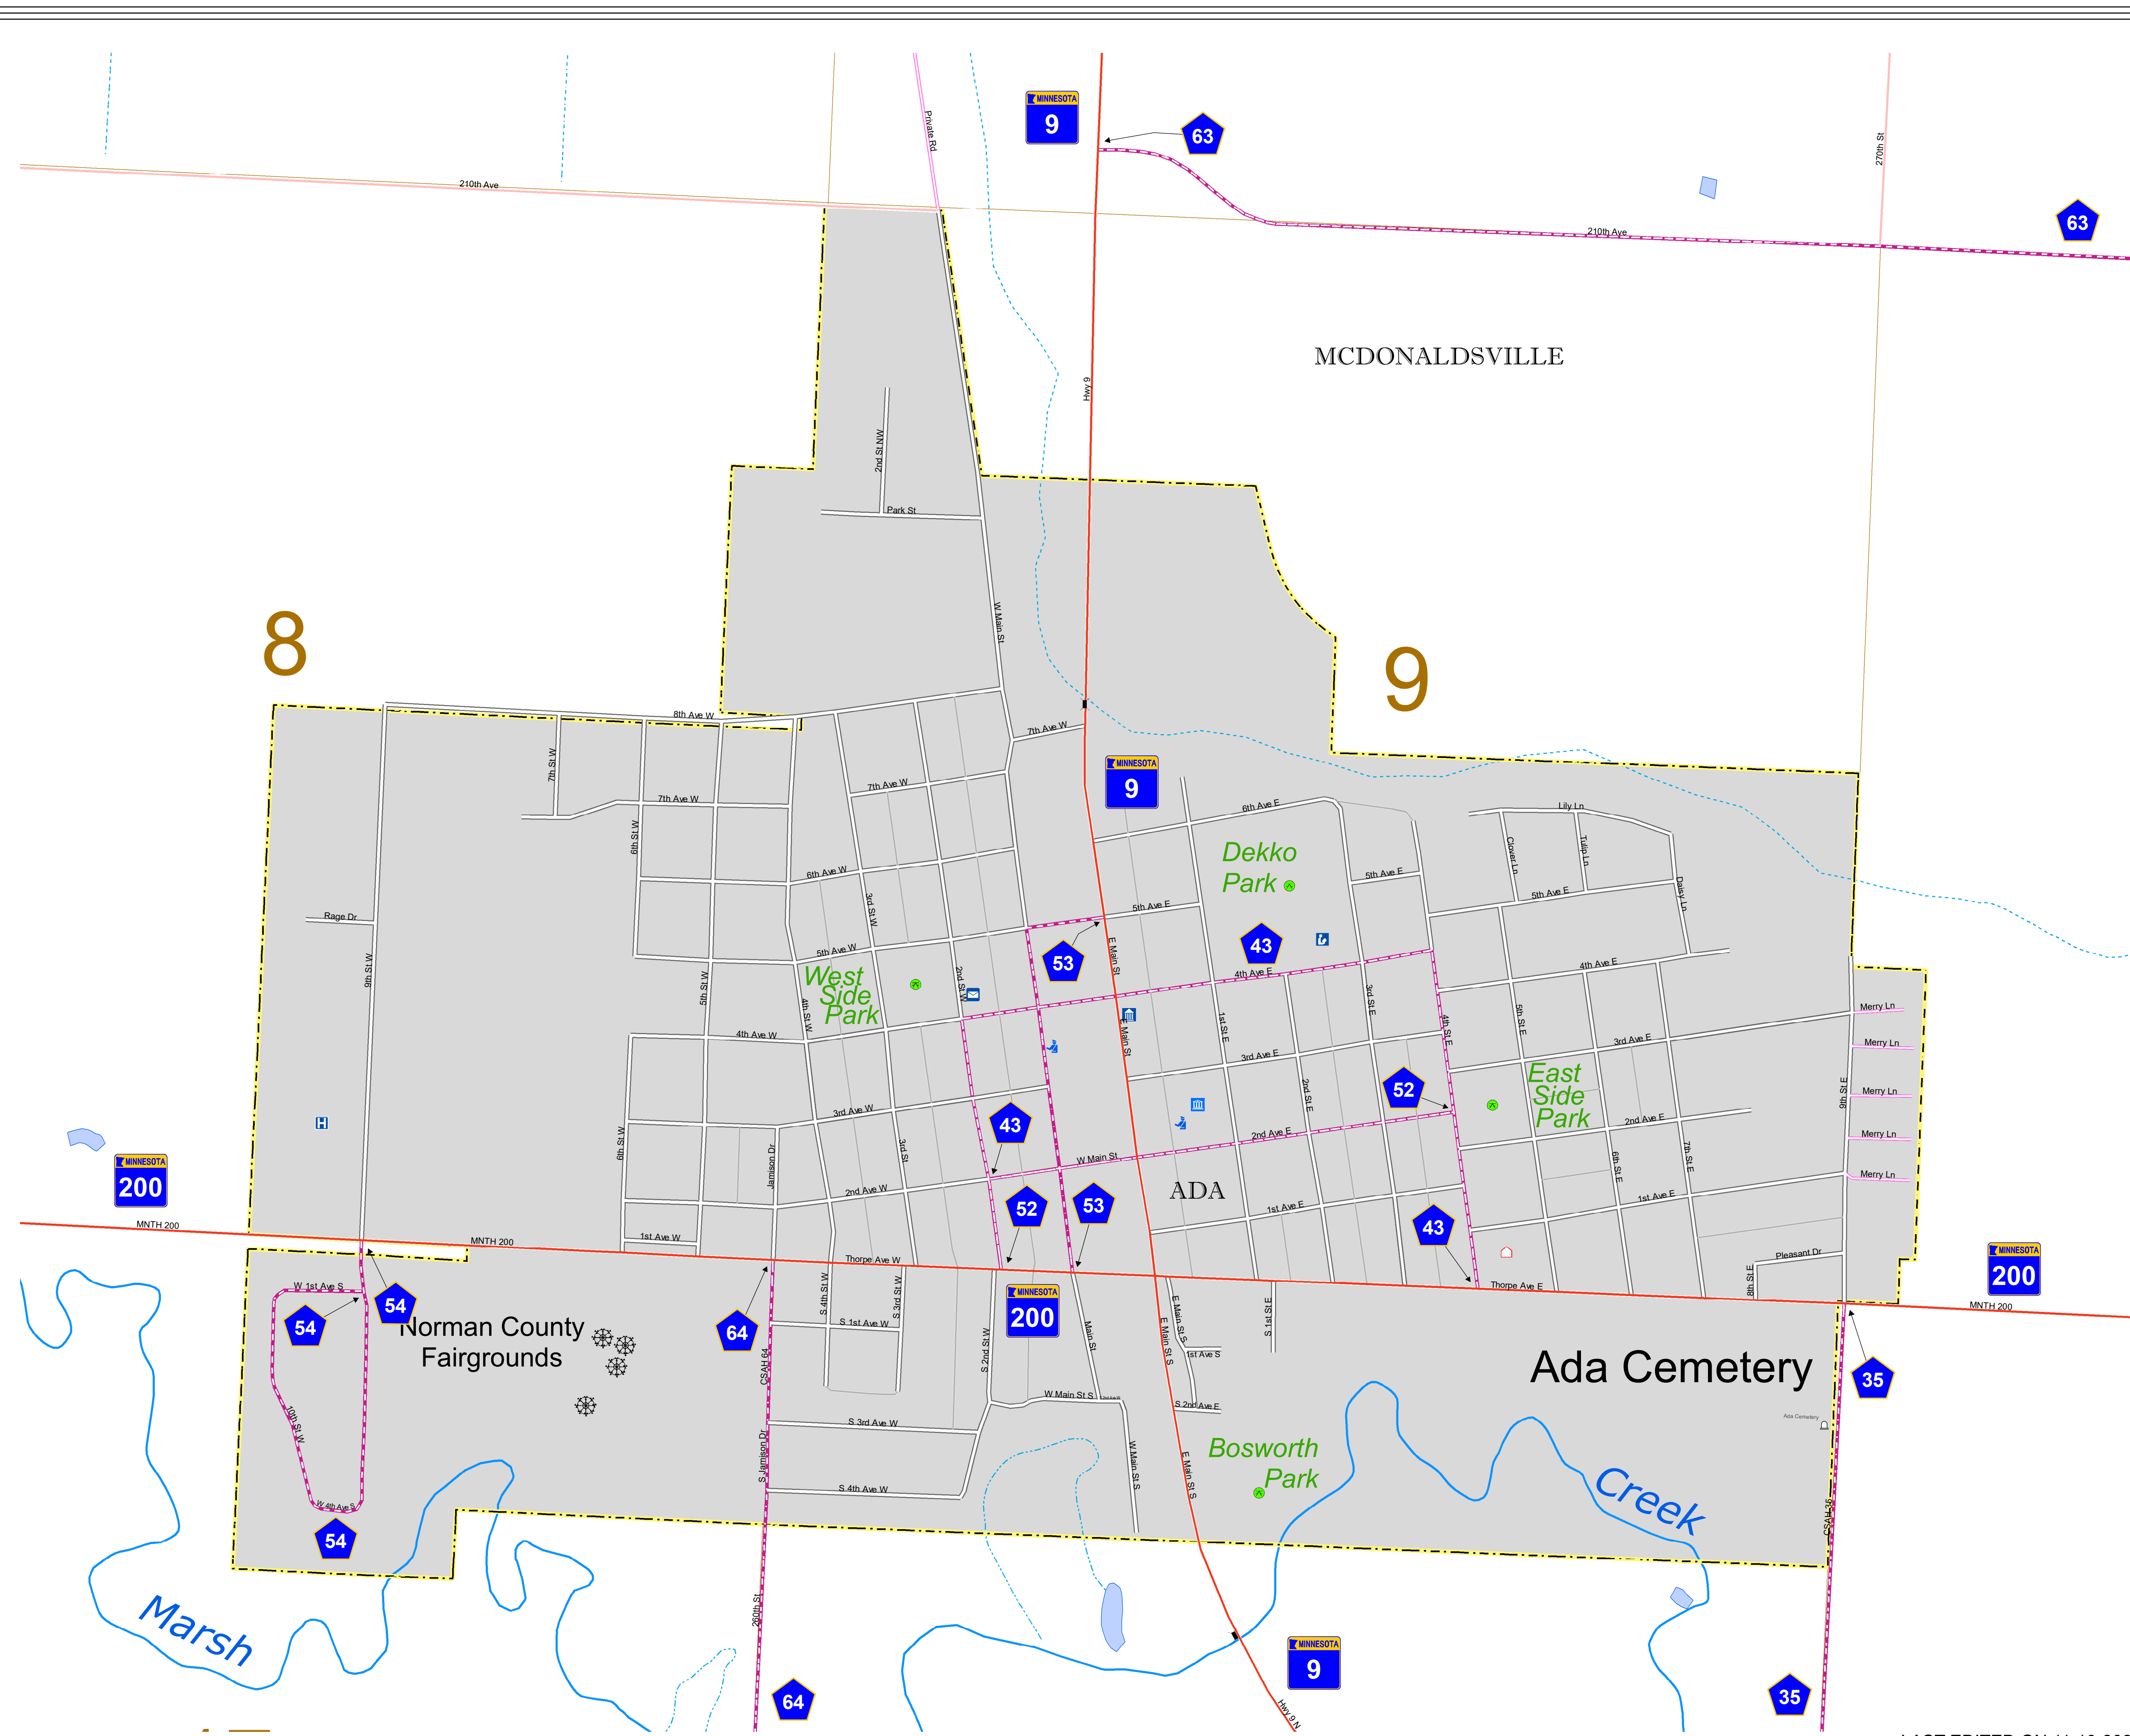 MINNESOTA
9
63
Private Rd
270th St
210th Ave
63
210th Ave
MCDONALDSVILLE
Hwy 9
2nd St NW
Park St
W Main St
8
9
8th Ave W
7th Ave W
7th St W
7th Ave W
7th Ave W
MINNESOTA
9
6th Ave E
Lily Ln
6th St W
Clover Ln
Tulip Ln
Dekko
Park
6th Ave W
5th Ave E
5th Ave E
Daisy Ln
Rage Dr
3rd St W
5th Ave E
43
53
E Main St
5th Ave W
9th St W
5th St W
West
Side
Park
2nd St W
4th Ave E
4th Ave E
4th St W
3rd St E
Merry Ln
4th Ave W
E Main St
1st St E
4th St E
5th St E
3rd Ave E
3rd Ave E
Merry Ln
East
Side
Park
52
2nd St E
9th St E
Merry Ln
3rd Ave W
43
2nd Ave E
2nd Ave E
Merry Ln
6th St W
3rd St
W Main St
Jamison Dr
6th St E
7th St E
Merry Ln
MINNESOTA
200
2nd Ave W
ADA
52
53
1st Ave E
1st Ave E
43
MNTH 200
MNTH 200
1st Ave W
Thorpe Ave W
Pleasant Dr
MINNESOTA
200
W 1st Ave S
54
54
Thorpe Ave E
8th St E
MNTH 200
S 4th St W
S 3rd St W
MINNESOTA
200
Norman County
Fairgrounds
64
S 1st Ave W
E Main St S
E Main St S
S 1st St E
Main St
S 2nd St W
1st Ave S
CSAH 64
Ada Cemetery
35
W Main St S
S 2nd Ave E
Ada Cemetery
10th St W
S 3rd Ave W
S Jamison Dr
W Main St S
E Main St S
Bosworth
Park
S 4th Ave W
W 4th Ave S
Creek
54
260th St
Marsh
MINNESOTA
9
64
35
Hwy 9 N